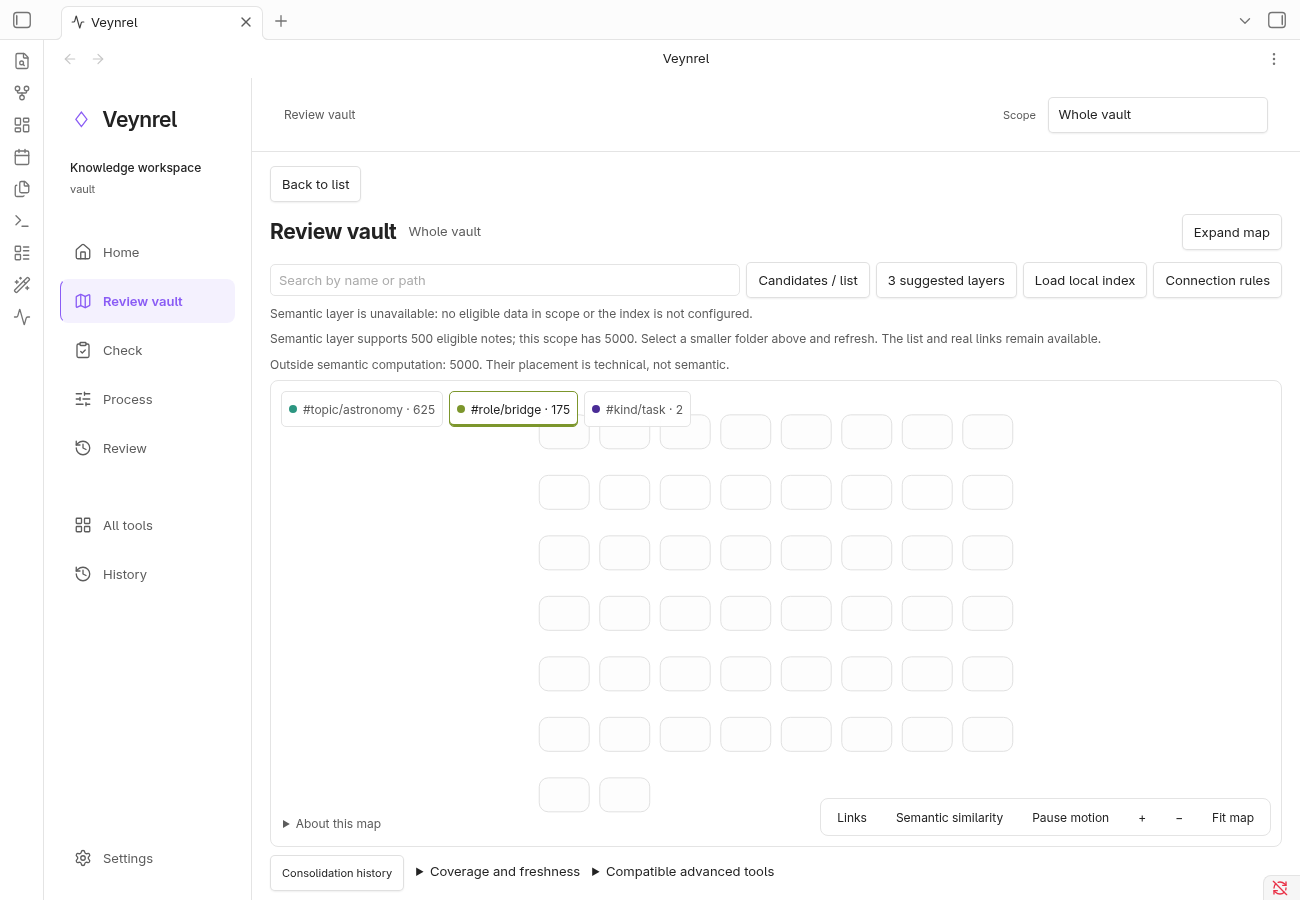 Veynrel
Veynrel
Veynrel
Knowledge workspace
vault
Home
Review vault
Check
Process
Review
All tools
History
Settings
Review vault
Scope
Whole vault
Back to list
Review vault
Whole vault
Expand map
Search by name or path
Candidates / list
3 suggested layers
Load local index
Connection rules
Semantic layer is unavailable: no eligible data in scope or the index is not configured.
Semantic layer supports 500 eligible notes; this scope has 5000. Select a smaller folder above and refresh. The list and real links remain available.
Outside semantic computation: 5000. Their placement is technical, not semantic.
#topic/astronomy · 625
#role/bridge · 175
#kind/task · 2
About this map
Links
Semantic similarity
Pause motion
+
−
Fit map
Consolidation history
Coverage and freshness
Compatible advanced tools